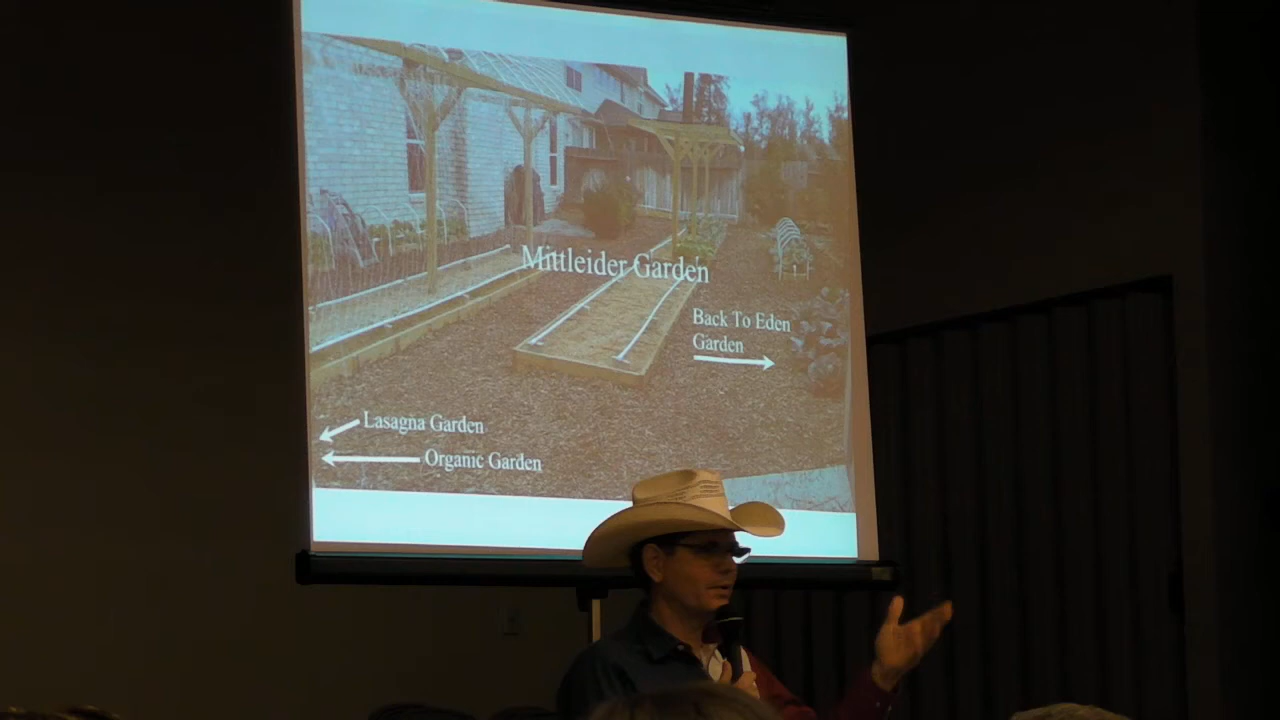 Mittleider Garden
Back To Eden
Garden
Lasagna Garden
Organic Garden